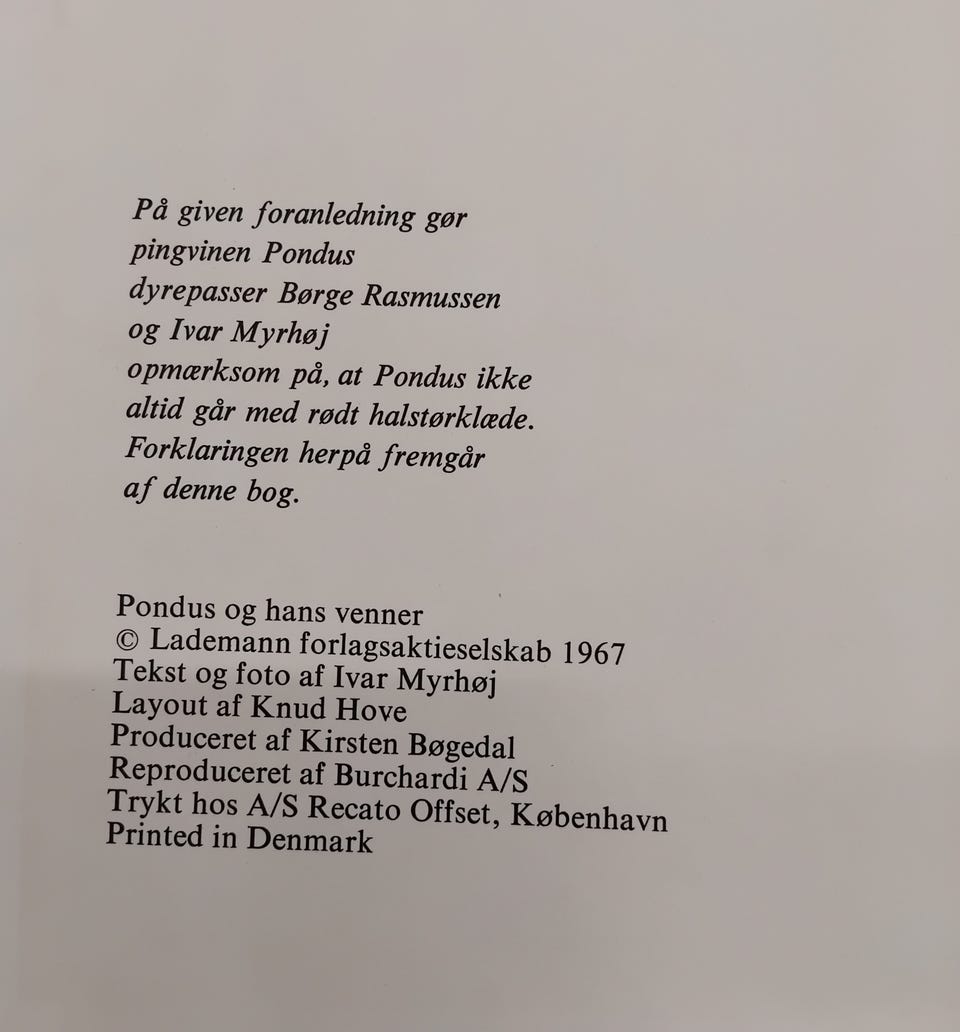 På given foranledning gør
pingvinen Pondus
dyrepasser Børge Rasmussen
og Ivar Myrhøj
opmærksom på, at Pondus ikke
altid går med rødt halstørklæde.
Forklaringen herpå fremgår
af denne bog.
Pondus og hans venner
© Lademann forlagsaktieselskab 1967
Tekst og foto af Ivar Myrhøj
Layout af Knud Hove
Produceret af Kirsten Bøgedal
Reproduceret af Burchardi A/S
Trykt hos A/S Recato Offset, København
Printed in Denmark